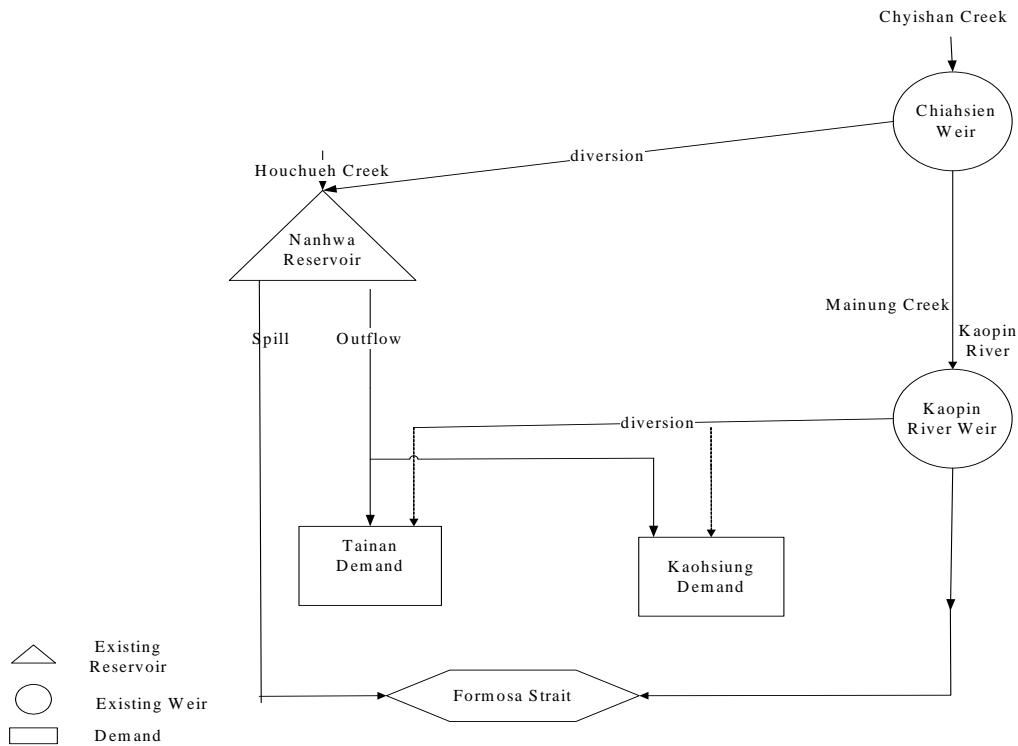 Chyishan Creek
Chiahsien
Weir
diversion
Houchueh Creek
Nanhwa
Reservoir
Mainung Creek
Kaopin
River
Spill
Outflow
Kaopin
River Weir
diversion
Tainan
Demand
Kaohsiung
Demand
Existing
Reservoir
Formosa Strait
Existing Weir
Demand